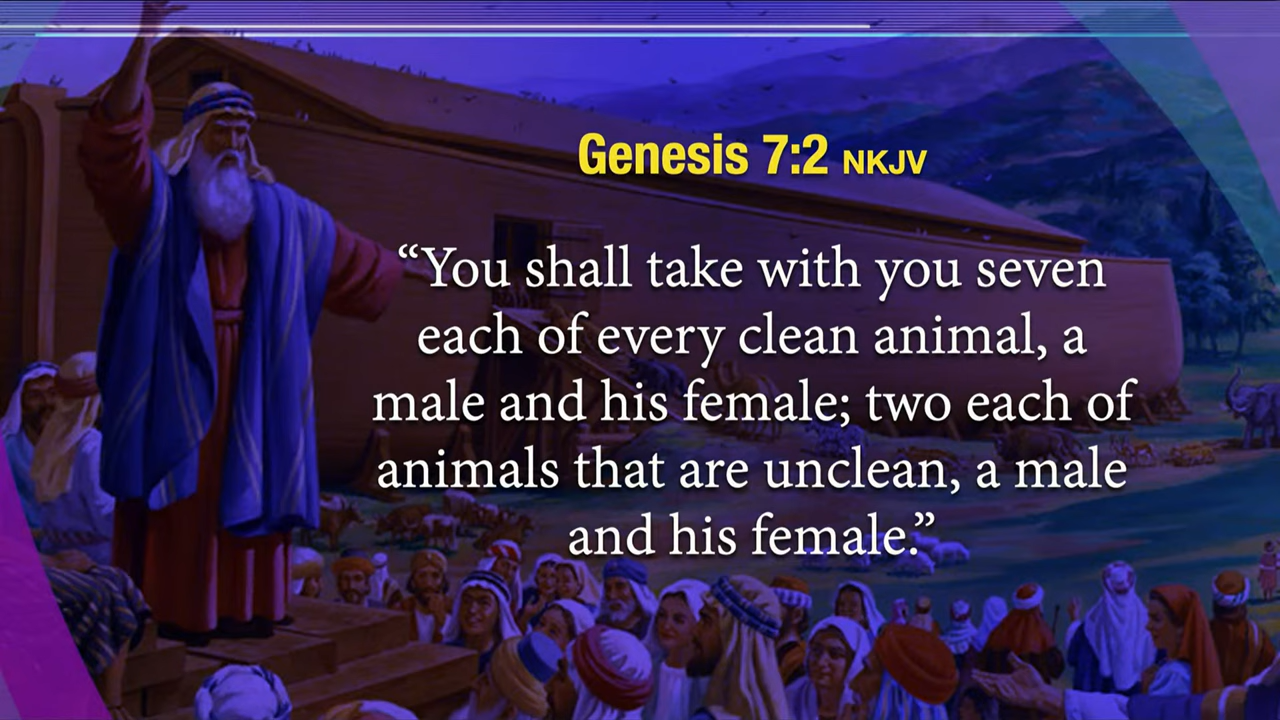 Genesis 7:2 NKJV
“You shall take with you seven
each of every clean animal, a
male and his female; two each of
animals that are unclean, a male
and his female.”